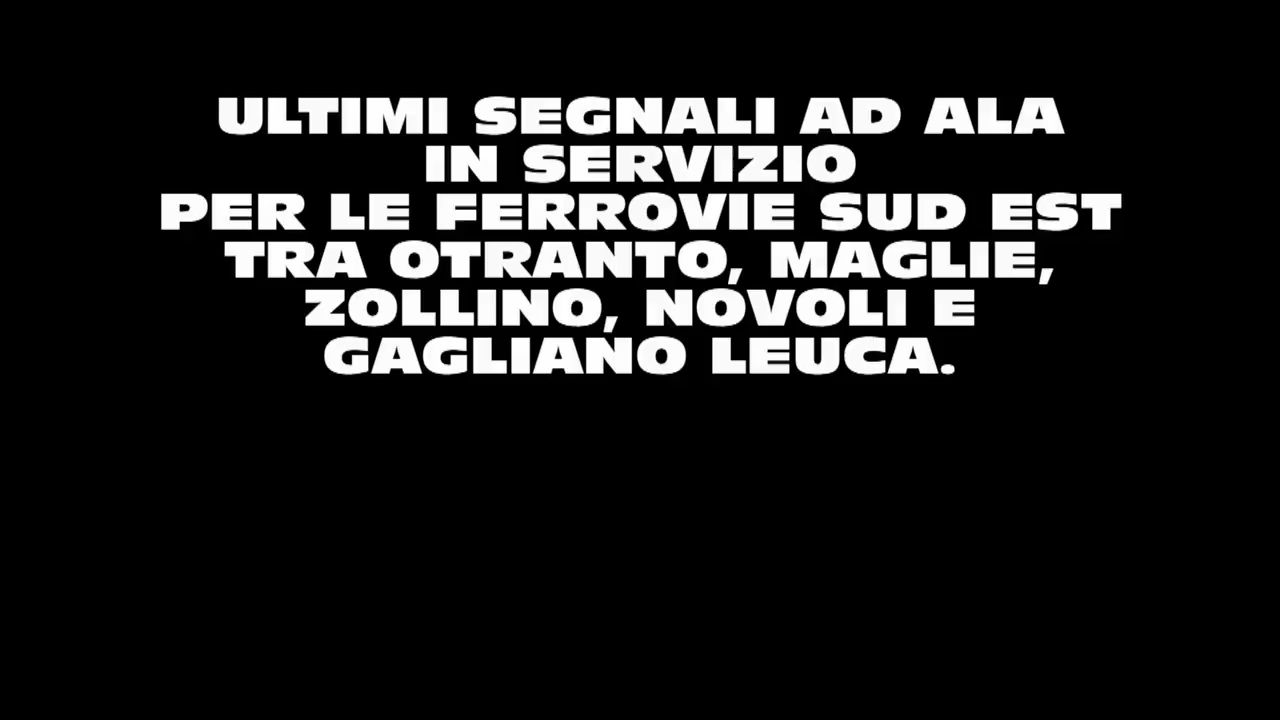 ULTIMI SEGNALI AD ALA
IN SERVIZIO
PER LE FERROVIE SUD EST
TRA OTRANTO, MAGLIE,
ZOLLINO, NOVOLI E
GAGLIANO LEUCA.